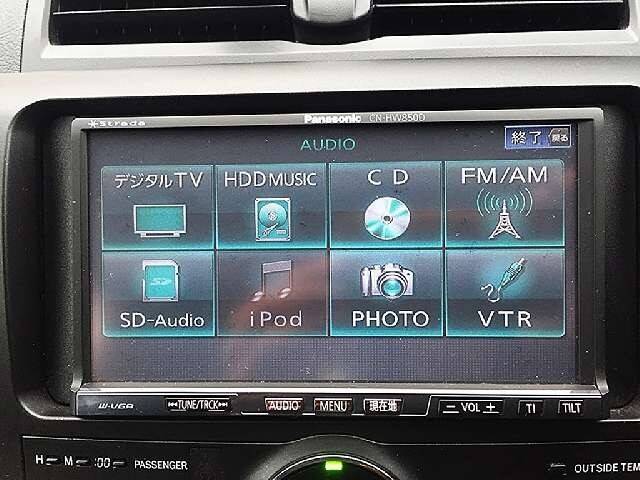 Strada Panasonic CN-HW850D
AUDIO 終了 戻る
デジタルTV HDD MUSIC CD FM/AM
SD
SD-Audio iPod PHOTO VTR
W-VGA TUNE/TRCK AUDIO MENU 現在地 - VOL + TI TILT
H M :00 PASSENGER OUTSIDE TEM